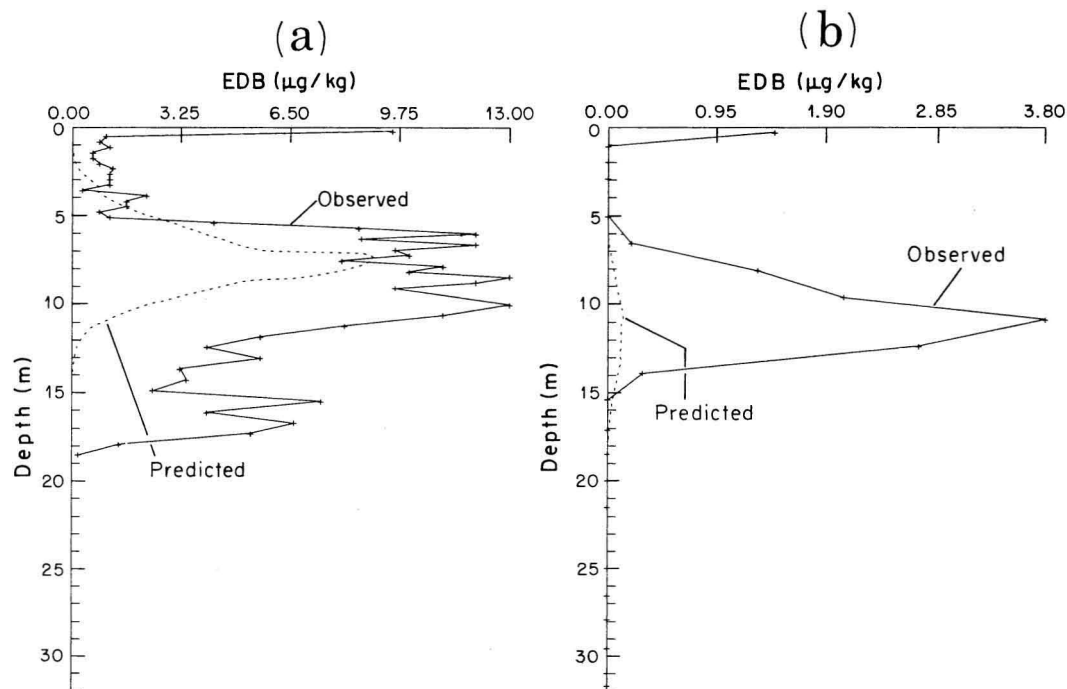 (a)
EDB (µg/kg)
0.00 3.25 6.50 9.75 13.00
0
5
10
15
20
25
30
Depth (m)
Observed
Predicted
(b)
EDB (µg/kg)
0.00 0.95 1.90 2.85 3.80
0
5
10
15
20
25
30
Depth (m)
Observed
Predicted